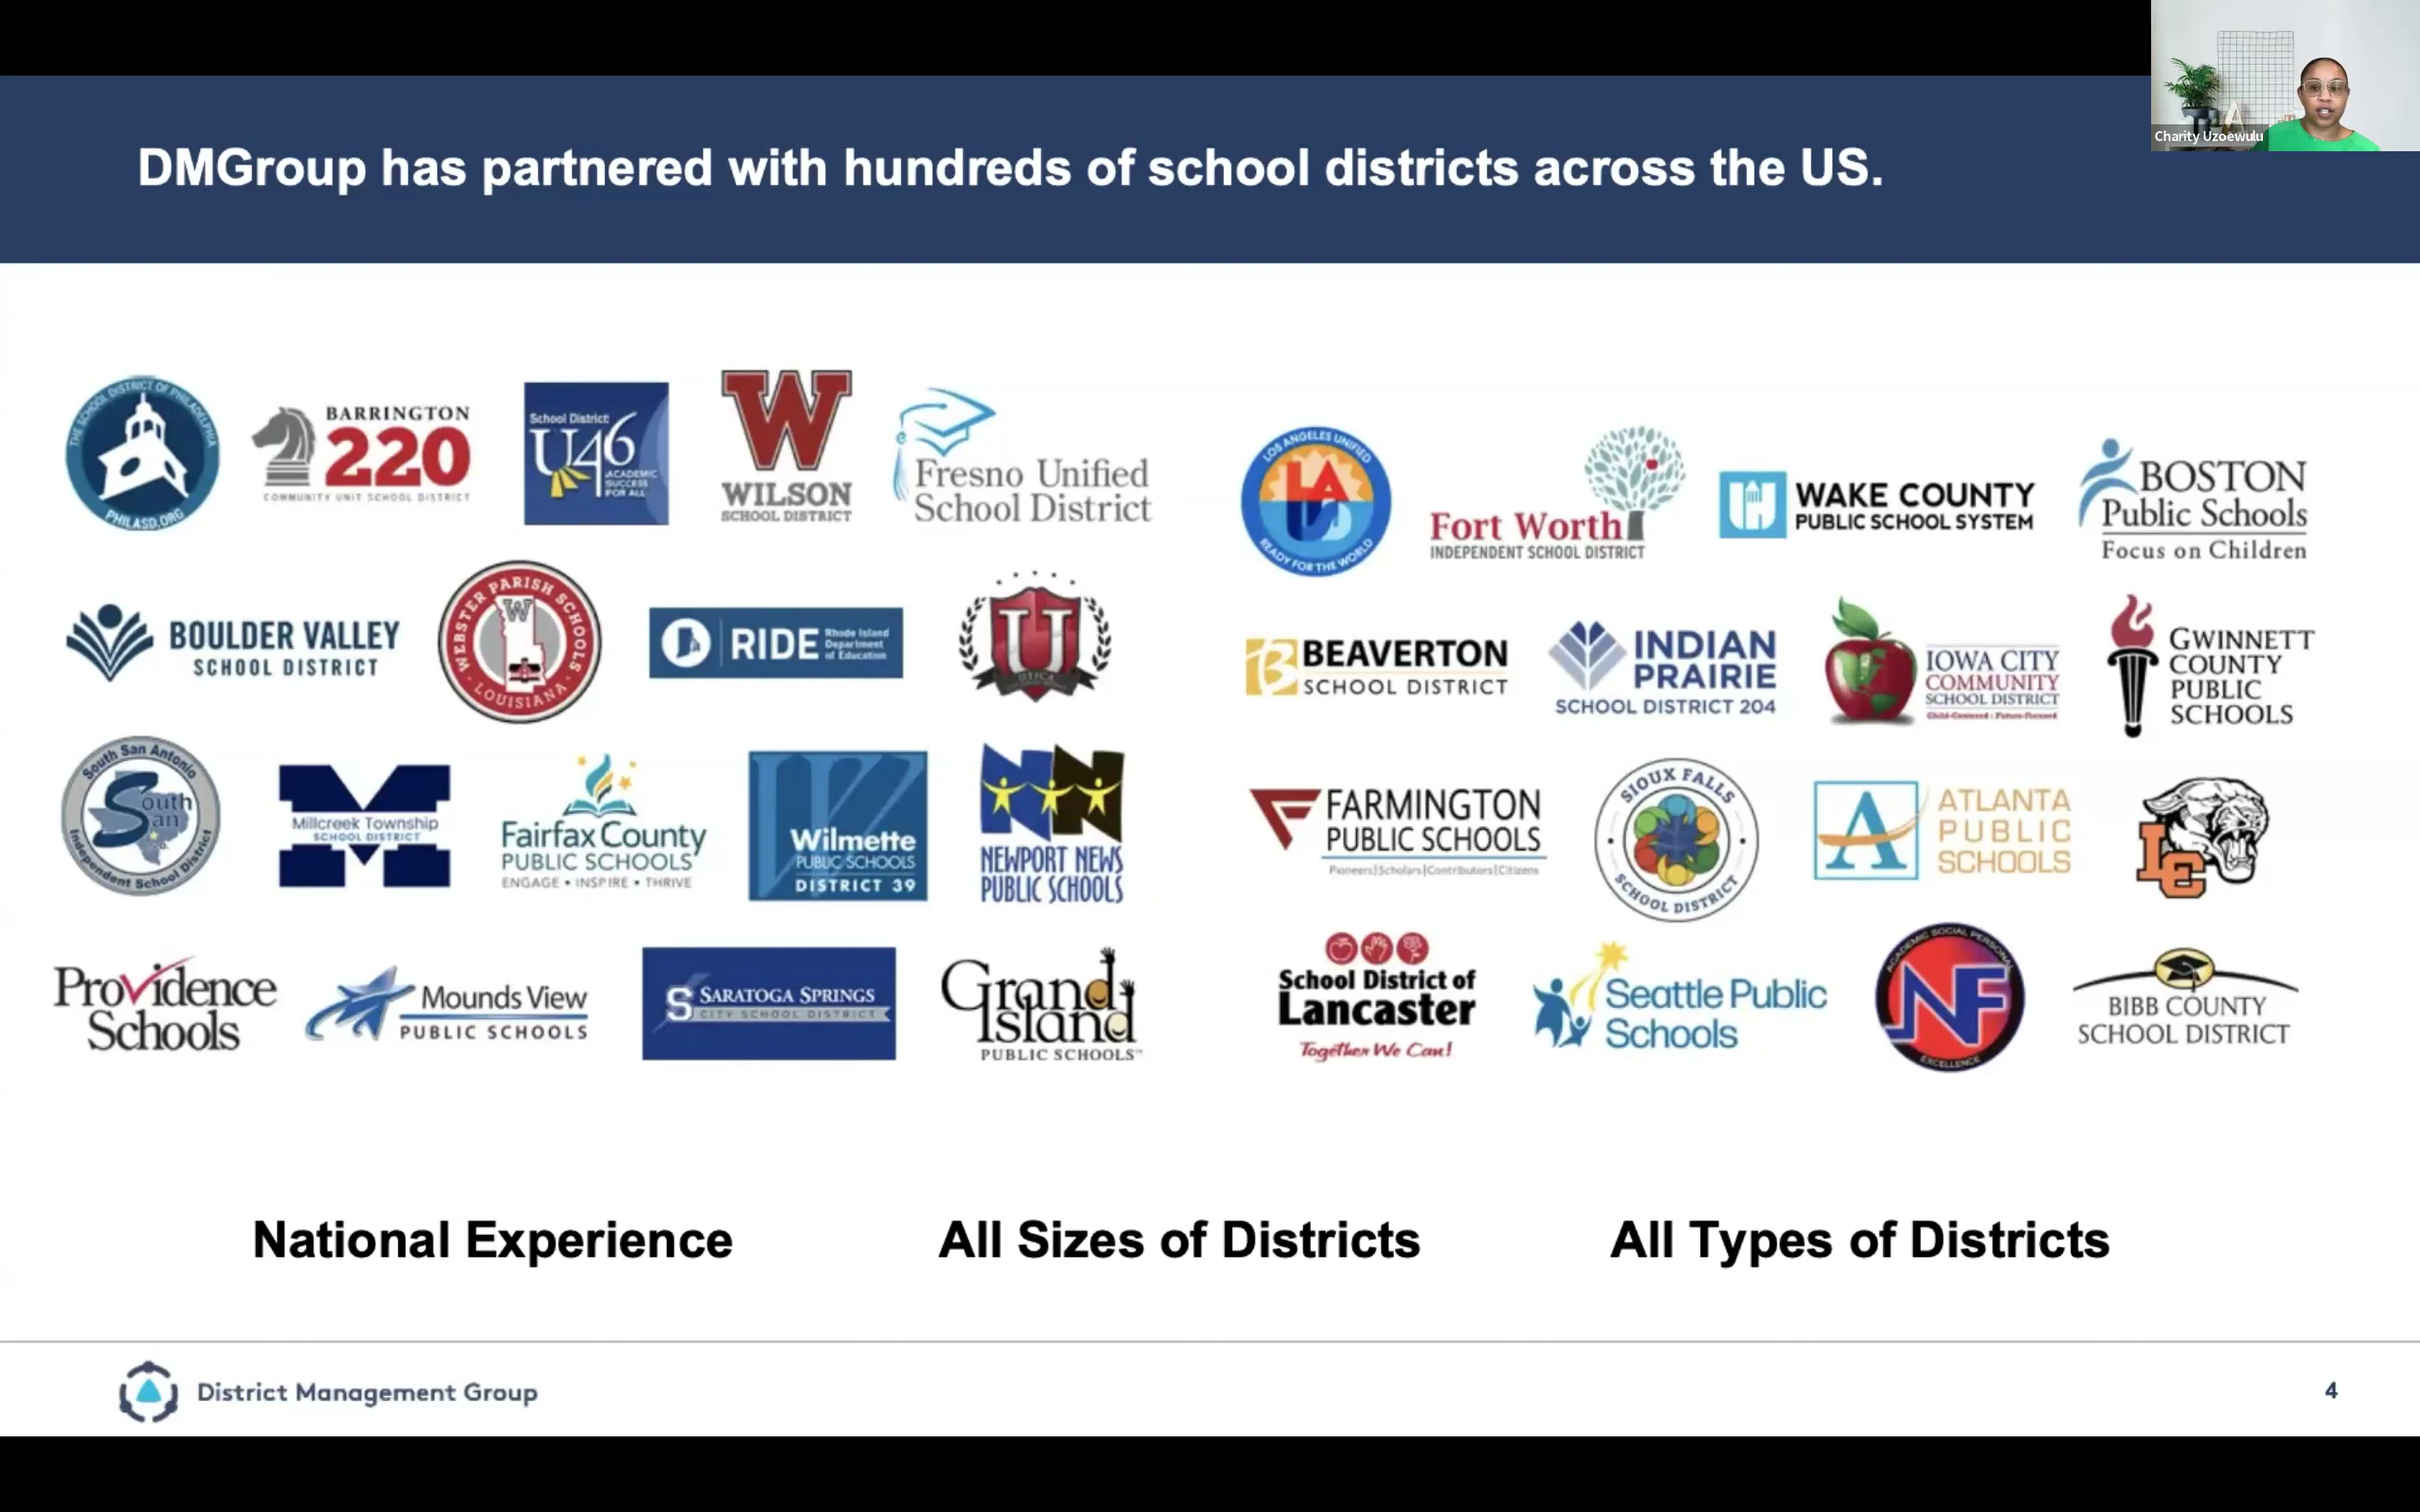 Charity Uzoewulu
DMGroup has partnered with hundreds of school districts across the US.
THE SCHOOL DISTRICT OF PHILADELPHIA
PHILASD.ORG
BARRINGTON
220
COMMUNITY UNIT SCHOOL DISTRICT
School District
U46
ACADEMIC
SUCCESS
FOR ALL
W
WILSON
SCHOOL DISTRICT
Fresno Unified
School District
LOS ANGELES UNIFIED
LAUSD
READY FOR THE WORLD
Fort Worth
INDEPENDENT SCHOOL DISTRICT
WAKE COUNTY
PUBLIC SCHOOL SYSTEM
BOSTON
Public Schools
Focus on Children
BOULDER VALLEY
SCHOOL DISTRICT
WEBSTER PARISH SCHOOLS
W
LOUISIANA
RIDE
Rhode Island
Department
of Education
U
UTICA
B BEAVERTON
SCHOOL DISTRICT
INDIAN
PRAIRIE
SCHOOL DISTRICT 204
IOWA CITY
COMMUNITY
SCHOOL DISTRICT
Child-Centered : Future-Focused
GWINNETT
COUNTY
PUBLIC
SCHOOLS
South San Antonio
South
San
Independent School District
Millcreek Township
SCHOOL DISTRICT
Fairfax County
PUBLIC SCHOOLS
ENGAGE • INSPIRE • THRIVE
W
Wilmette
PUBLIC SCHOOLS
DISTRICT 39
NN
NEWPORT NEWS
PUBLIC SCHOOLS
F FARMINGTON
PUBLIC SCHOOLS
Pioneers|Scholars|Contributors|Citizens
SIOUX FALLS
SCHOOL DISTRICT
A
ATLANTA
PUBLIC
SCHOOLS
LC
Providence
Schools
Mounds View
PUBLIC SCHOOLS
S SARATOGA SPRINGS
CITY SCHOOL DISTRICT
Grand
Island
PUBLIC SCHOOLS
School District of
Lancaster
Together We Can!
Seattle Public
Schools
ACADEMIC SOCIAL PERSONAL
NF
EXCELLENCE
BIBB COUNTY
SCHOOL DISTRICT
National Experience
All Sizes of Districts
All Types of Districts
District Management Group
4